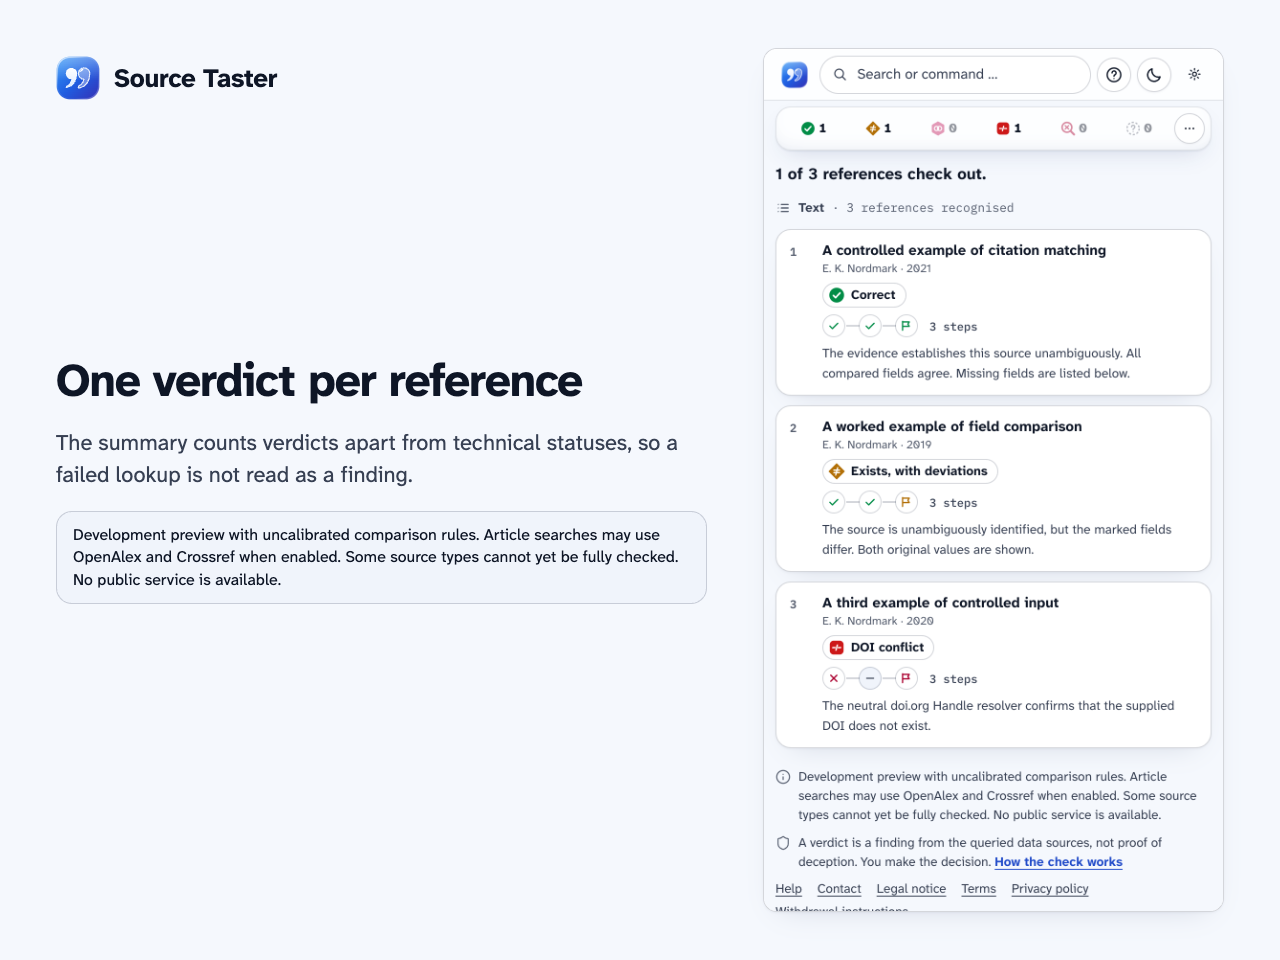 Source Taster
One verdict per reference
The summary counts verdicts apart from technical statuses, so a
failed lookup is not read as a finding.
Development preview with uncalibrated comparison rules. Article searches may use
OpenAlex and Crossref when enabled. Some source types cannot yet be fully checked.
No public service is available.
Search or command ...
1 1 0 1 0 0
1 of 3 references check out.
Text · 3 references recognised
1 A controlled example of citation matching
E. K. Nordmark · 2021
Correct
3 steps
The evidence establishes this source unambiguously. All
compared fields agree. Missing fields are listed below.
2 A worked example of field comparison
E. K. Nordmark · 2019
Exists, with deviations
3 steps
The source is unambiguously identified, but the marked fields
differ. Both original values are shown.
3 A third example of controlled input
E. K. Nordmark · 2020
DOI conflict
3 steps
The neutral doi.org Handle resolver confirms that the supplied
DOI does not exist.
Development preview with uncalibrated comparison rules. Article
searches may use OpenAlex and Crossref when enabled. Some source
types cannot yet be fully checked. No public service is available.
A verdict is a finding from the queried data sources, not proof of
deception. You make the decision. How the check works
Help Contact Legal notice Terms Privacy policy
Withdrawal instructions